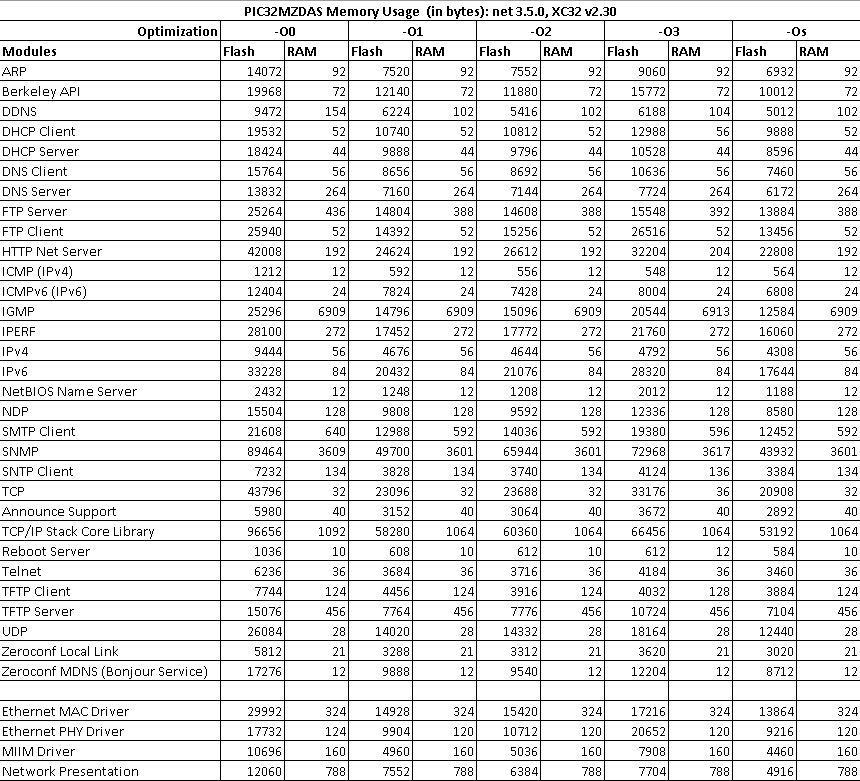 PIC32MZDAS Memory Usage (in bytes): net 3.5.0, XC32 v2.30
Optimization -O0 -O1 -O2 -O3 -Os
Modules Flash RAM Flash RAM Flash RAM Flash RAM Flash RAM
ARP 14072 92 7520 92 7552 92 9060 92 6932 92
Berkeley API 19968 72 12140 72 11880 72 15772 72 10012 72
DDNS 9472 154 6224 102 5416 102 6188 104 5012 102
DHCP Client 19532 52 10740 52 10812 52 12988 56 9888 52
DHCP Server 18424 44 9888 44 9796 44 10528 44 8596 44
DNS Client 15764 56 8656 56 8692 56 10636 56 7460 56
DNS Server 13832 264 7160 264 7144 264 7724 264 6172 264
FTP Server 25264 436 14804 388 14608 388 15548 392 13884 388
FTP Client 25940 52 14392 52 15256 52 26516 52 13456 52
HTTP Net Server 42008 192 24624 192 26612 192 32204 204 22808 192
ICMP (IPv4) 1212 12 592 12 556 12 548 12 564 12
ICMPv6 (IPv6) 12404 24 7824 24 7428 24 8004 24 6808 24
IGMP 25296 6909 14796 6909 15096 6909 20544 6913 12584 6909
IPERF 28100 272 17452 272 17772 272 21760 272 16060 272
IPv4 9444 56 4676 56 4644 56 4792 56 4308 56
IPv6 33228 84 20432 84 21076 84 28320 84 17644 84
NetBIOS Name Server 2432 12 1248 12 1208 12 2012 12 1188 12
NDP 15504 128 9808 128 9592 128 12336 128 8580 128
SMTP Client 21608 640 12988 592 14036 592 19380 596 12452 592
SNMP 89464 3609 49700 3601 65944 3601 72968 3617 43932 3601
SNTP Client 7232 134 3828 134 3740 134 4124 136 3384 134
TCP 43796 32 23096 32 23688 32 33176 36 20908 32
Announce Support 5980 40 3152 40 3064 40 3672 40 2892 40
TCP/IP Stack Core Library 96656 1092 58280 1064 60360 1064 66456 1064 53192 1064
Reboot Server 1036 10 608 10 612 10 612 12 584 10
Telnet 6236 36 3684 36 3716 36 4184 36 3460 36
TFTP Client 7744 124 4456 124 3916 124 4032 128 3884 124
TFTP Server 15076 456 7764 456 7776 456 10724 456 7104 456
UDP 26084 28 14020 28 14332 28 18164 28 12440 28
Zeroconf Local Link 5812 21 3288 21 3312 21 3620 21 3020 21
Zeroconf MDNS (Bonjour Service) 17276 12 9888 12 9540 12 12204 12 8712 12
Ethernet MAC Driver 29992 324 14928 324 15420 324 17216 324 13864 324
Ethernet PHY Driver 17732 124 9904 120 10712 120 20652 120 9216 120
MIIM Driver 10696 160 4960 160 5036 160 7908 160 4460 160
Network Presentation 12060 788 7552 788 6384 788 7704 788 4916 788